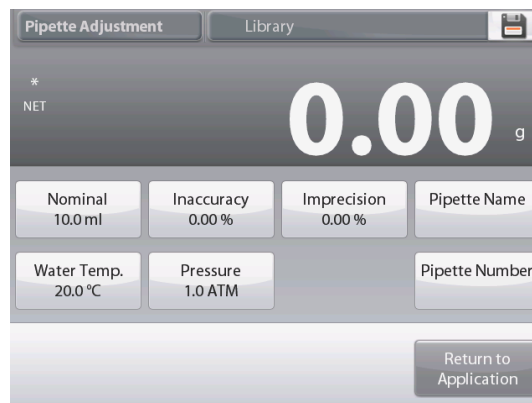 Pipette Adjustment
Library
*
NET
0.00
g
Nominal
10.0 ml
Inaccuracy
0.00 %
Imprecision
0.00 %
Pipette Name
Water Temp.
20.0 °C
Pressure
1.0 ATM
Pipette Number
Return to
Application